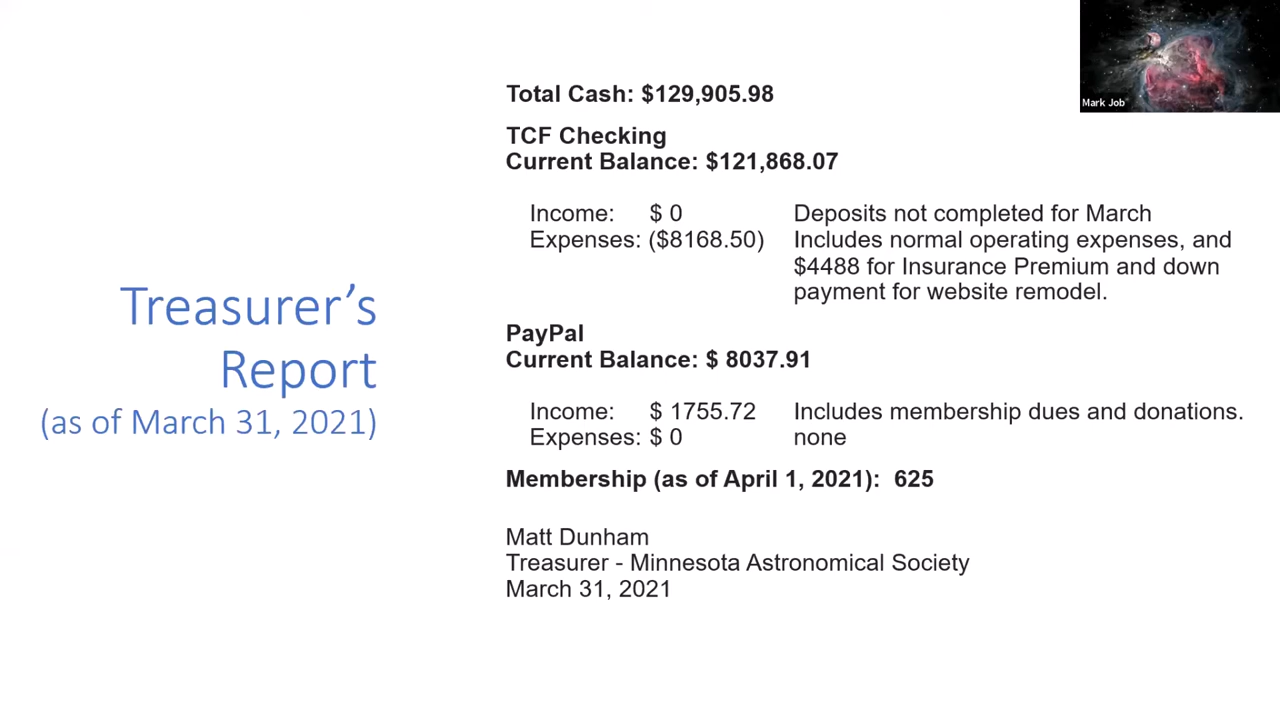 Mark Job
Total Cash: $129,905.98
TCF Checking
Current Balance: $121,868.07
Income: $ 0 Deposits not completed for March
Expenses: ($8168.50) Includes normal operating expenses, and
$4488 for Insurance Premium and down
payment for website remodel.
Treasurer’s
Report
(as of March 31, 2021)
PayPal
Current Balance: $ 8037.91
Income: $ 1755.72 Includes membership dues and donations.
Expenses: $ 0 none
Membership (as of April 1, 2021): 625
Matt Dunham
Treasurer - Minnesota Astronomical Society
March 31, 2021